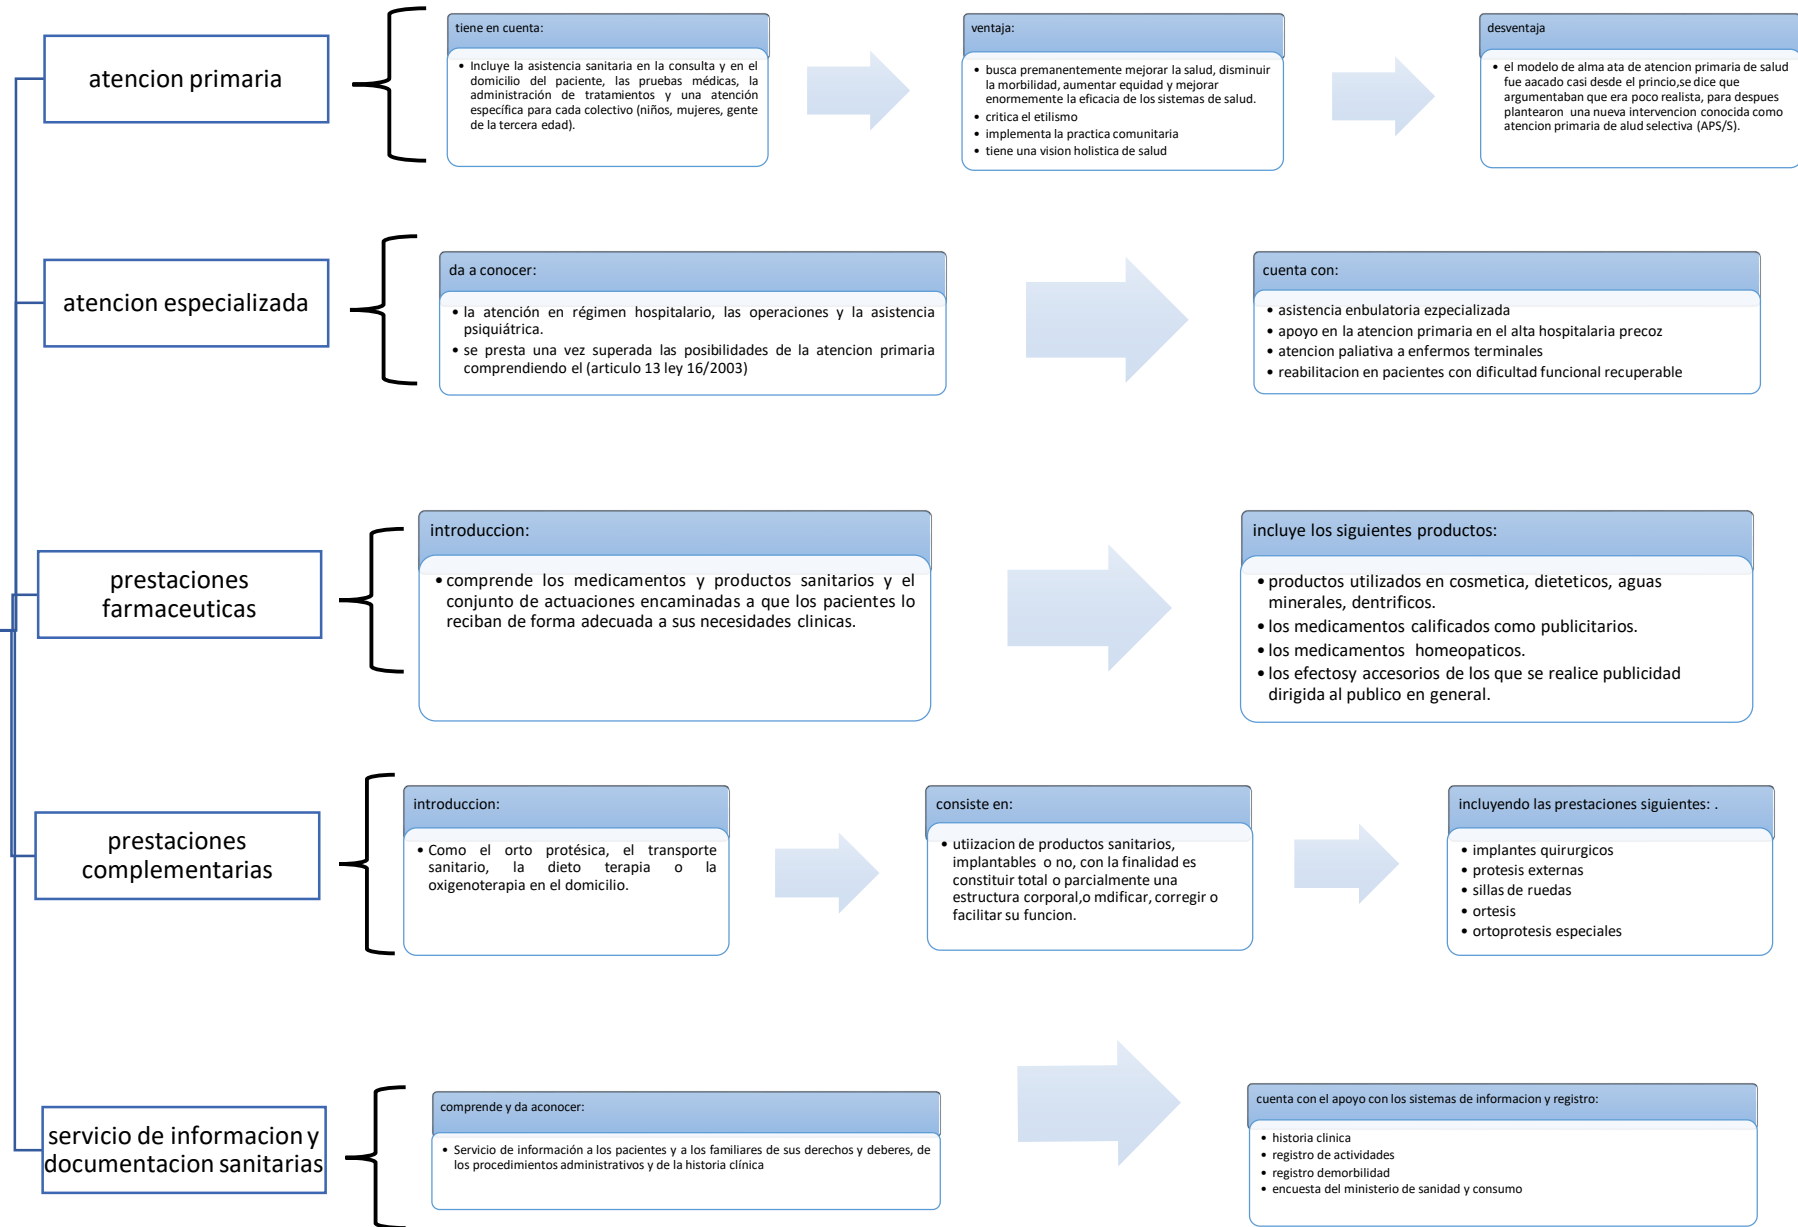 atencion primaria
tiene en cuenta:
• Incluye la asistencia sanitaria en la consulta y en el
domicilio del paciente, las pruebas médicas, la
administración de tratamientos y una atención
específica para cada colectivo (niños, mujeres, gente
de la tercera edad).
ventaja:
• busca premanentemente mejorar la salud, disminuir
la morbilidad, aumentar equidad y mejorar
enormemente la eficacia de los sistemas de salud.
• critica el etilismo
• implementa la practica comunitaria
• tiene una vision holistica de salud
desventaja
• el modelo de alma ata de atencion primaria de salud
fue aacado casi desde el princio,se dice que
argumentaban que era poco realista, para despues
plantearon una nueva intervencion conocida como
atencion primaria de alud selectiva (APS/S).
atencion especializada
da a conocer:
• la atención en régimen hospitalario, las operaciones y la asistencia
psiquiátrica.
• se presta una vez superada las posibilidades de la atencion primaria
comprendiendo el (articulo 13 ley 16/2003)
cuenta con:
• asistencia enbulatoria ezpecializada
• apoyo en la atencion primaria en el alta hospitalaria precoz
• atencion paliativa a enfermos terminales
• reabilitacion en pacientes con dificultad funcional recuperable
prestaciones
farmaceuticas
introduccion:
• comprende los medicamentos y productos sanitarios y el
conjunto de actuaciones encaminadas a que los pacientes lo
reciban de forma adecuada a sus necesidades clinicas.
incluye los siguientes productos:
• productos utilizados en cosmetica, dieteticos, aguas
minerales, dentrificos.
• los medicamentos calificados como publicitarios.
• los medicamentos homeopaticos.
• los efectosy accesorios de los que se realice publicidad
dirigida al publico en general.
prestaciones
complementarias
introduccion:
• Como el orto protésica, el transporte
sanitario, la dieto terapia o la
oxigenoterapia en el domicilio.
consiste en:
• utiizacion de productos sanitarios,
implantables o no, con la finalidad es
constituir total o parcialmente una
estructura corporal,o mdificar, corregir o
facilitar su funcion.
incluyendo las prestaciones siguientes: .
• implantes quirurgicos
• protesis externas
• sillas de ruedas
• ortesis
• ortoprotesis especiales
servicio de informacion y
documentacion sanitarias
comprende y da aconocer:
• Servicio de información a los pacientes y a los familiares de sus derechos y deberes, de
los procedimientos administrativos y de la historia clínica
cuenta con el apoyo con los sistemas de informacion y registro:
• historia clinica
• registro de actividades
• registro demorbilidad
• encuesta del ministerio de sanidad y consumo